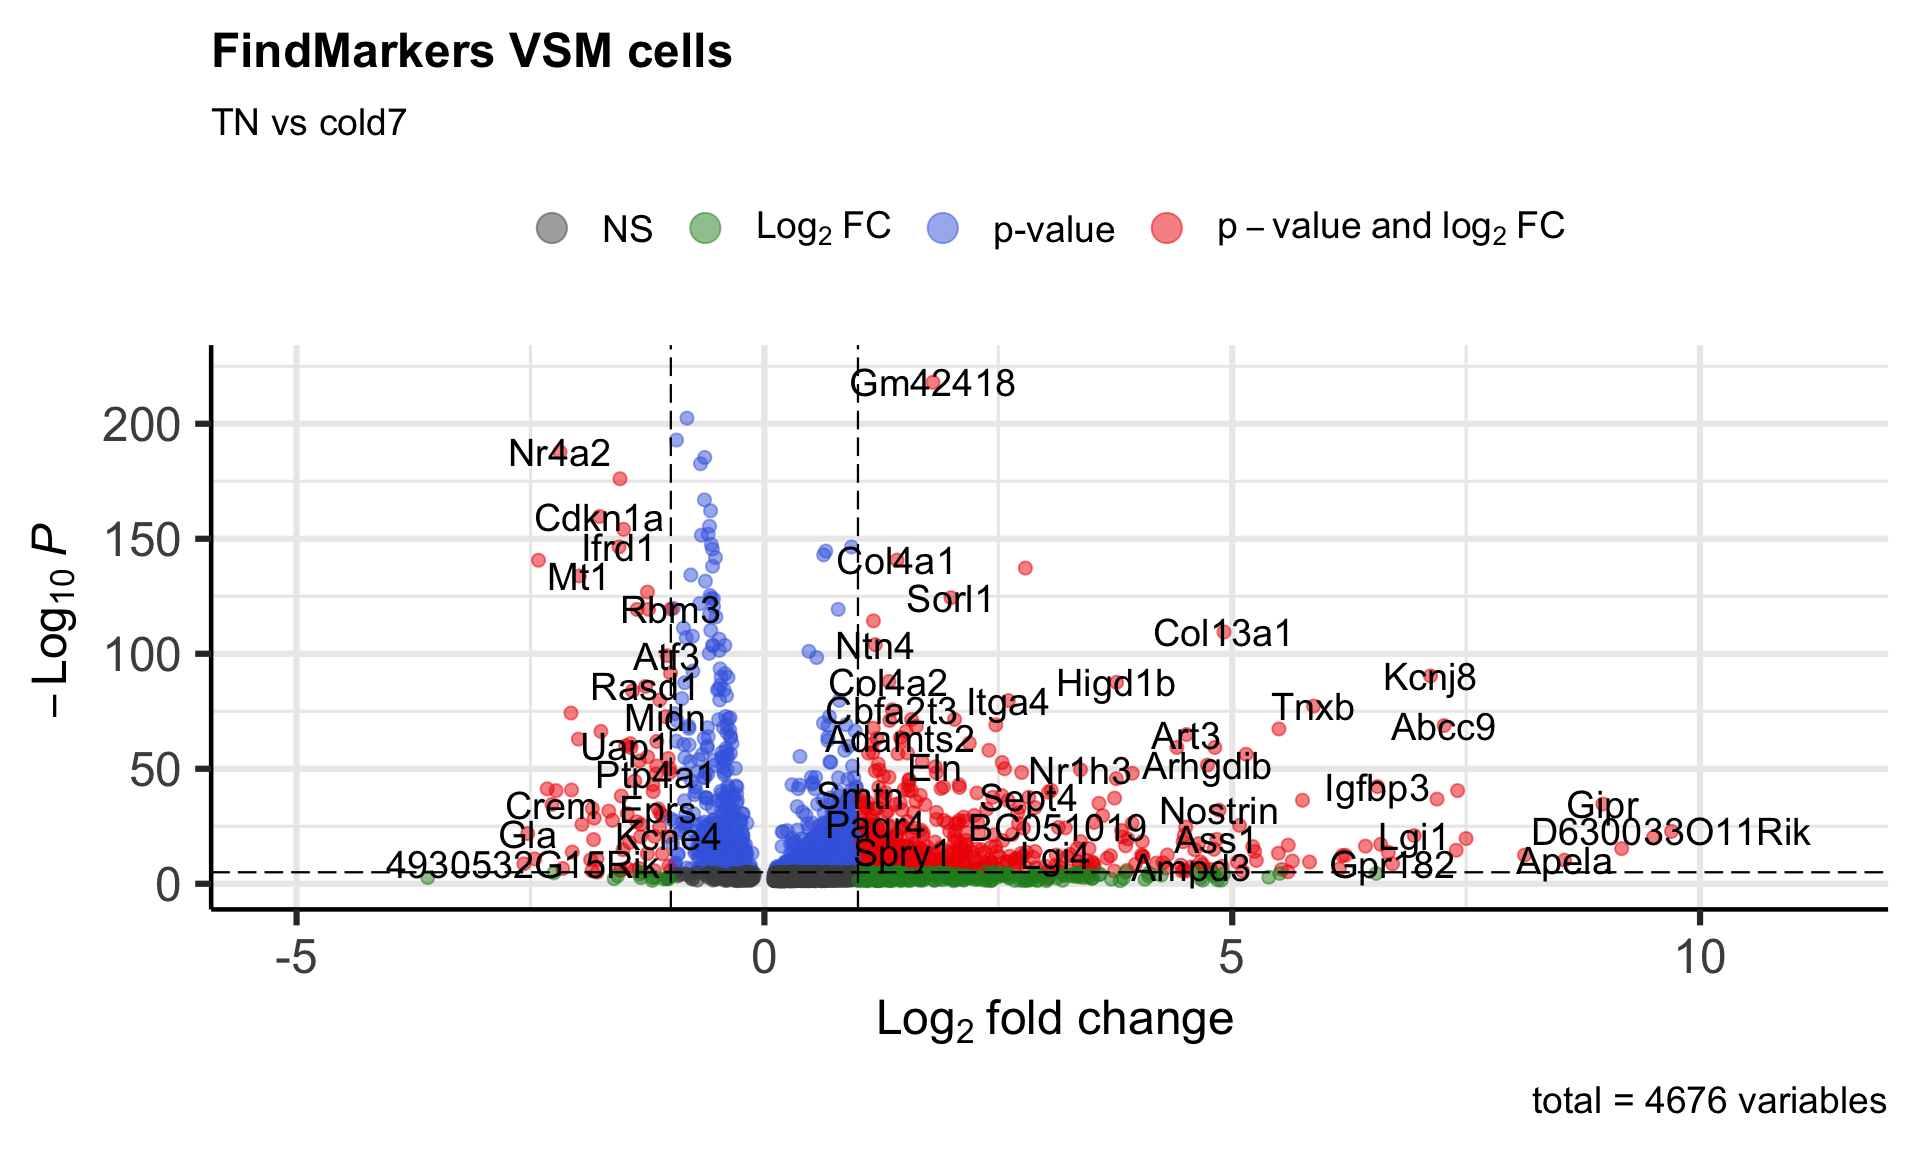 FindMarkers VSM cells
TN vs cold7
NS Log2 FC p-value p – value and log2 FC
Gm42418
Nr4a2
Cdkn1a
Ifrd1
Col4a1
Mt1
Sorl1
Rbm3
Col13a1
Ntn4
Atf3
Kcnj8
Rasd1
Col4a2
Higd1b
Itga4
Tnxb
Cbfa2t3
Midn
Abcc9
Art3
Adamts2
Uap1
Eln
Nr1h3
Arhgdib
Ptp4a1
Igfbp3
Smtn
Sept4
Crem
Eprs
Nostrin
Gipr
Paqr4
BC051019
D630033O11Rik
Gla
Kcne4
Ass1
Lgi1
Spry1
Lgi4
Apela
4930532G15Rik
Ampd3
Gpr182
200
150
100
50
0
– Log10 P
-5 0 5 10
Log2 fold change
total = 4676 variables